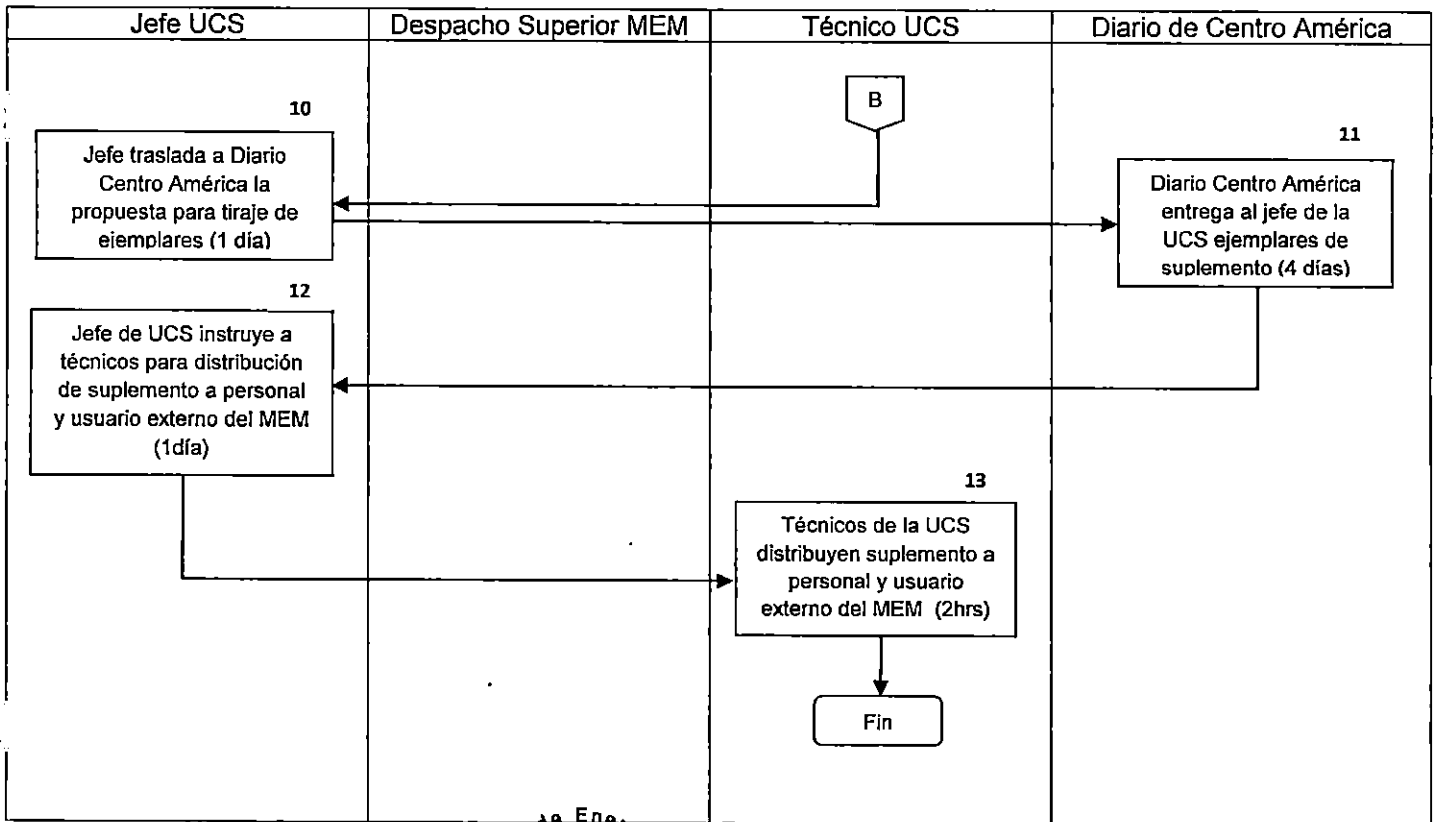 Jefe UCS
Despacho Superior MEM
Técnico UCS
Diario de Centro América
B
10
Jefe traslada a Diario
Centro América la
propuesta para tiraje de
ejemplares (1 día)
11
Diario Centro América
entrega al jefe de la
UCS ejemplares de
suplemento (4 días)
12
Jefe de UCS instruye a
técnicos para distribución
de suplemento a personal
y usuario externo del MEM
(1día)
13
Técnicos de la UCS
distribuyen suplemento a
personal y usuario
externo del MEM (2hrs)
Fin